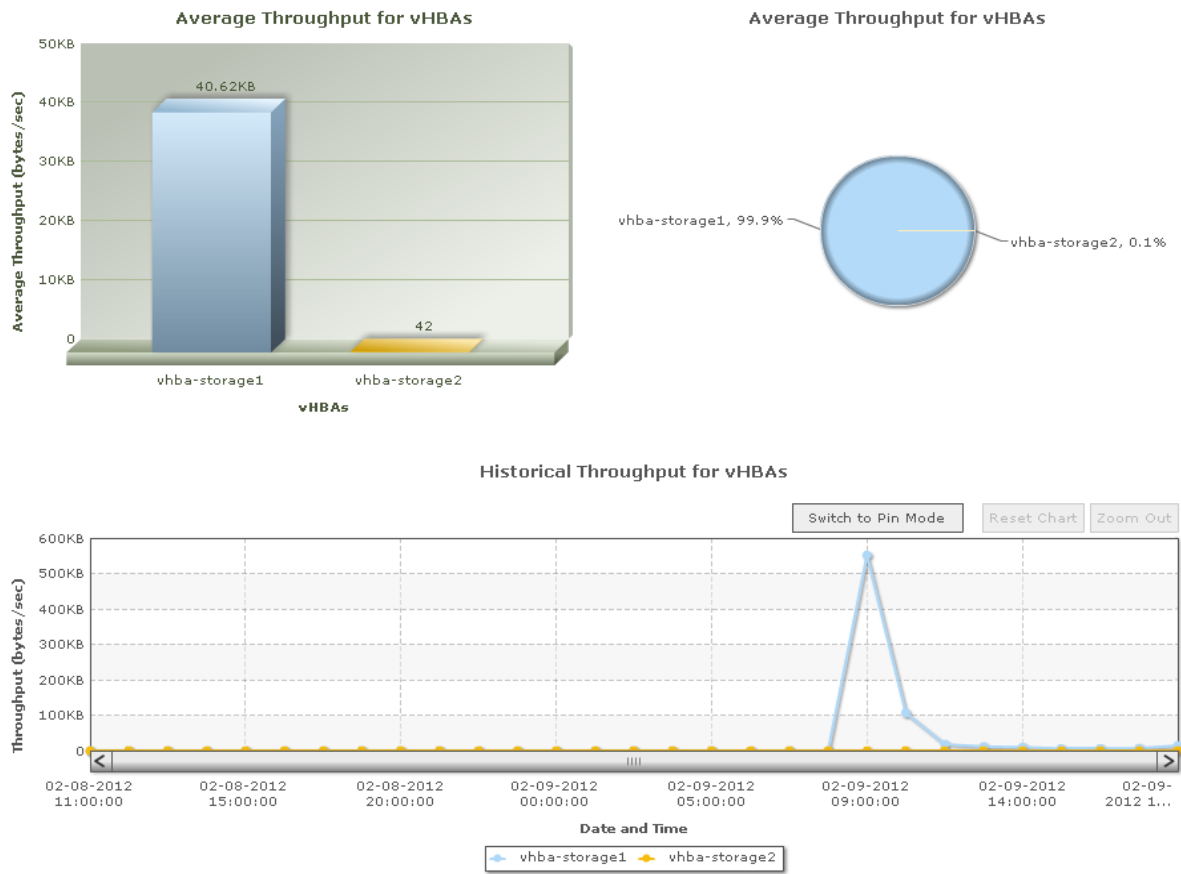 Average Throughput for vHBAs
Average Throughput (bytes/sec)
50KB
40KB
30KB
20KB
10KB
0
40.62KB
42
vhba-storage1
vhba-storage2
vHBAs
Average Throughput for vHBAs
vhba-storage1, 99.9%
vhba-storage2, 0.1%
Historical Throughput for vHBAs
Switch to Pin Mode
Reset Chart
Zoom Out
Throughput (bytes/sec)
600KB
500KB
400KB
300KB
200KB
100KB
0
02-08-2012
11:00:00
02-08-2012
15:00:00
02-08-2012
20:00:00
02-09-2012
00:00:00
02-09-2012
05:00:00
02-09-2012
09:00:00
02-09-2012
14:00:00
02-09-
2012 1...
Date and Time
vhba-storage1
vhba-storage2